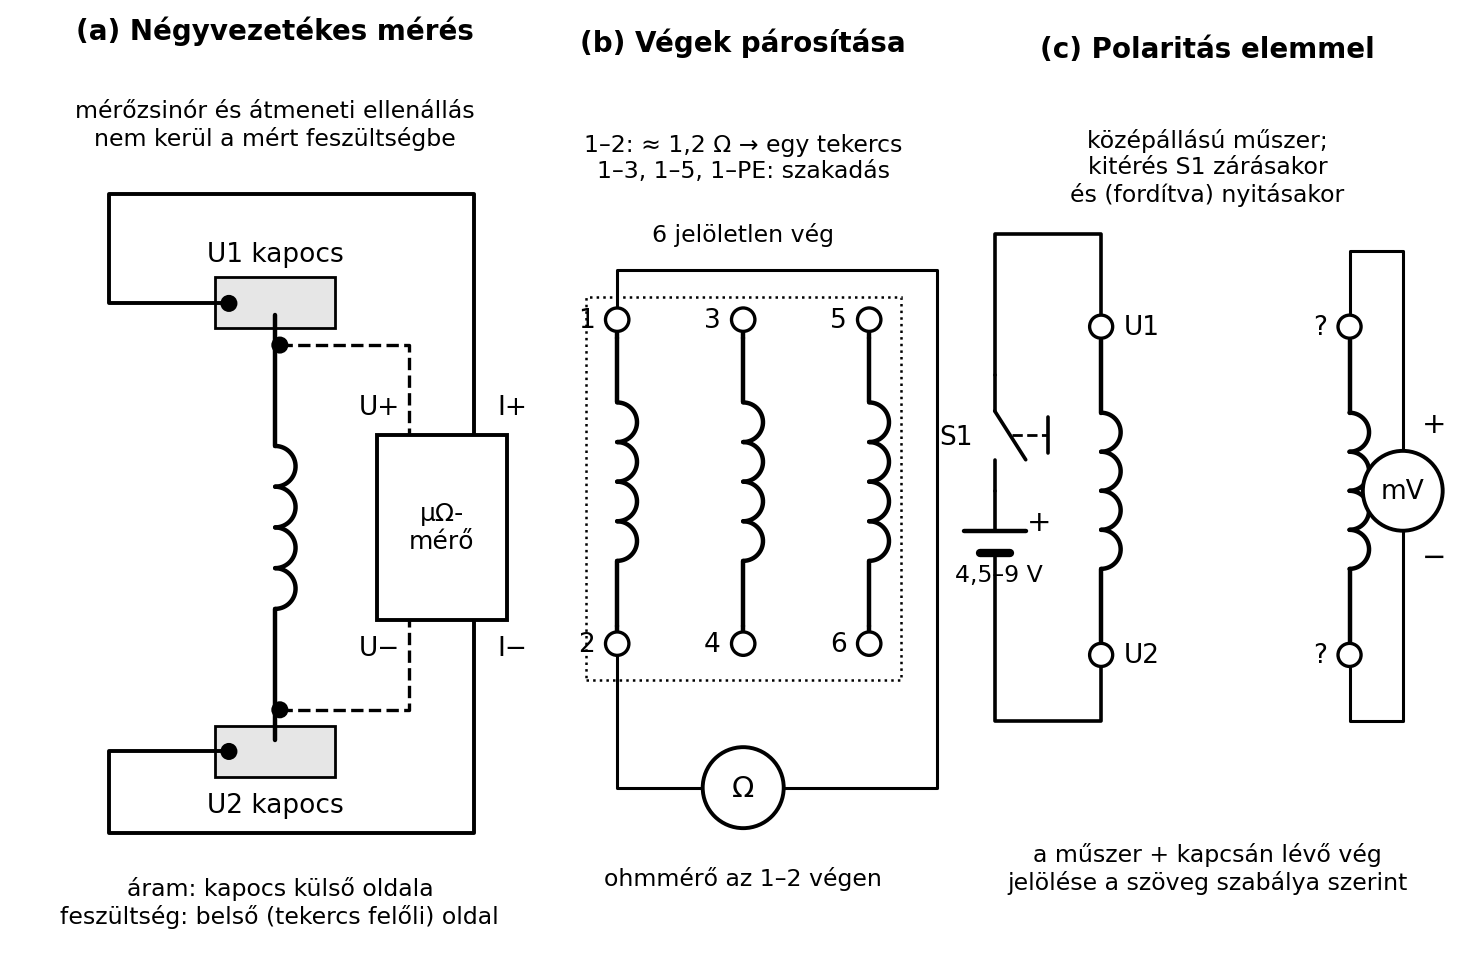 (a) Négyvezetékes mérés
mérőzsinór és átmeneti ellenállás
nem kerül a mért feszültségbe
U1 kapocs
U+
I+
μΩ-
mérő
U−
I−
U2 kapocs
áram: kapocs külső oldala
feszültség: belső (tekercs felőli) oldal
(b) Végek párosítása
1–2: ≈ 1,2 Ω → egy tekercs
1–3, 1–5, 1–PE: szakadás
6 jelöletlen vég
1
3
5
2
4
6
Ω
ohmmérő az 1–2 végen
(c) Polaritás elemmel
középállású műszer;
kitérés S1 zárásakor
és (fordítva) nyitásakor
U1
?
S1
+
mV
+
4,5–9 V
−
U2
?
a műszer + kapcsán lévő vég
jelölése a szöveg szabálya szerint